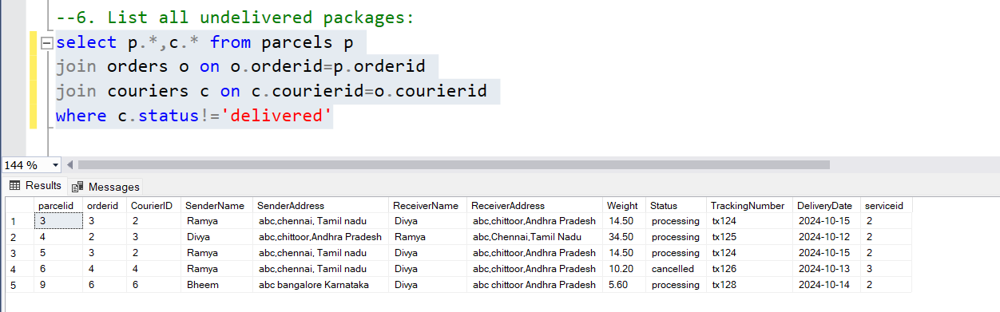 --6. List all undelivered packages:
select p.*,c.* from parcels p
join orders o on o.orderid=p.orderid
join couriers c on c.courierid=o.courierid
where c.status!='delivered'
144 %
Results Messages
parcelid orderid CourierID SenderName SenderAddress ReceiverName ReceiverAddress Weight Status TrackingNumber DeliveryDate serviceid
1 3 3 2 Ramya abc,chennai, Tamil nadu Divya abc,chittoor,Andhra Pradesh 14.50 processing tx124 2024-10-15 2
2 4 2 3 Divya abc,chittoor,Andhra Pradesh Ramya abc,Chennai,Tamil Nadu 34.50 processing tx125 2024-10-12 2
3 5 3 2 Ramya abc,chennai, Tamil nadu Divya abc,chittoor,Andhra Pradesh 14.50 processing tx124 2024-10-15 2
4 6 4 4 Ramya abc,chennai, Tamil nadu Divya abc,chittoor,Andhra Pradesh 10.20 cancelled tx126 2024-10-13 3
5 9 6 6 Bheem abc bangalore Karnataka Divya abc chittoor Andhra Pradesh 5.60 processing tx128 2024-10-14 2